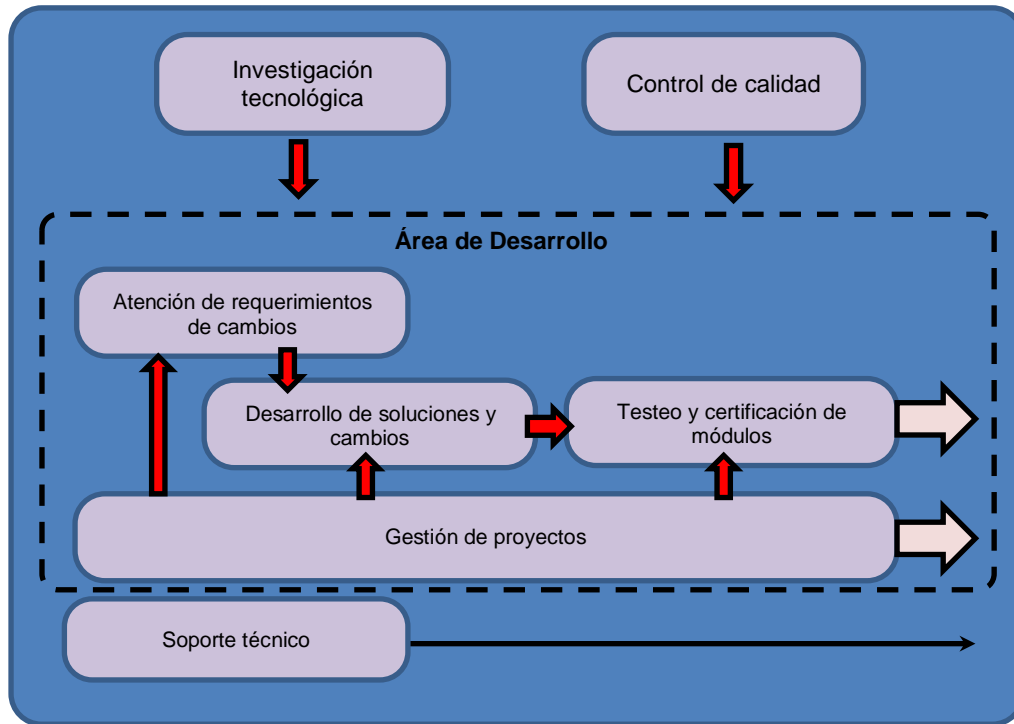 Investigación
tecnológica
Control de calidad
Área de Desarrollo
Atención de requerimientos
de cambios
Desarrollo de soluciones y
cambios
Testeo y certificación de
módulos
Gestión de proyectos
Soporte técnico